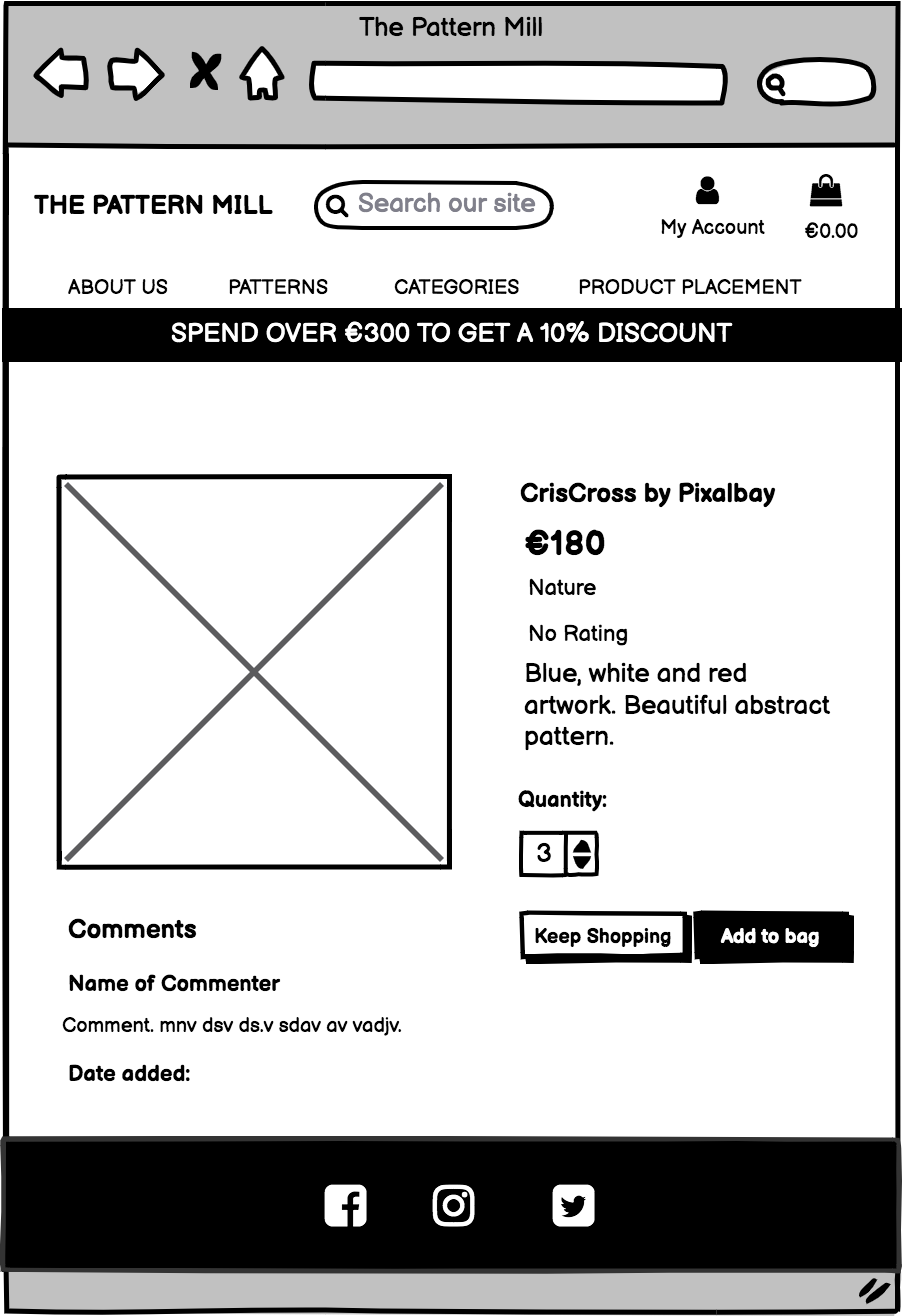 The Pattern Mill
THE PATTERN MILL
Search our site
My Account
€0.00
ABOUT US
PATTERNS
CATEGORIES
PRODUCT PLACEMENT
SPEND OVER €300 TO GET A 10% DISCOUNT
CrisCross by Pixalbay
€180
Nature
No Rating
Blue, white and red
artwork. Beautiful abstract
pattern.
Quantity:
3
Keep Shopping
Add to bag
Comments
Name of Commenter
Comment. mnv dsv ds.v sdav av vadjv.
Date added: